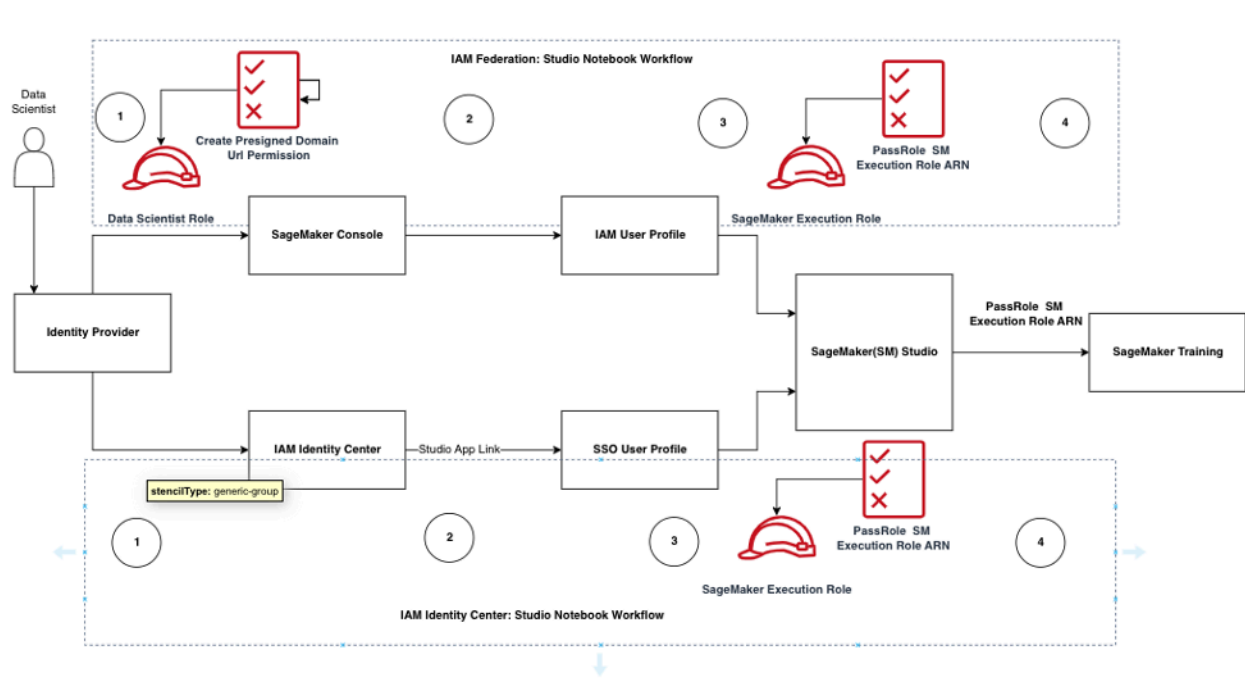 IAM Federation: Studio Notebook Workflow
Data
Scientist
1
2
3
4
Create Presigned Domain
Url Permission
PassRole SM
Execution Role ARN
Data Scientist Role
SageMaker Execution Role
SageMaker Console
IAM User Profile
Identity Provider
PassRole SM
Execution Role ARN
SageMaker(SM) Studio
SageMaker Training
IAM Identity Center
Studio App Link
SSO User Profile
stencilType: generic-group
1
2
3
4
PassRole SM
Execution Role ARN
SageMaker Execution Role
IAM Identity Center: Studio Notebook Workflow